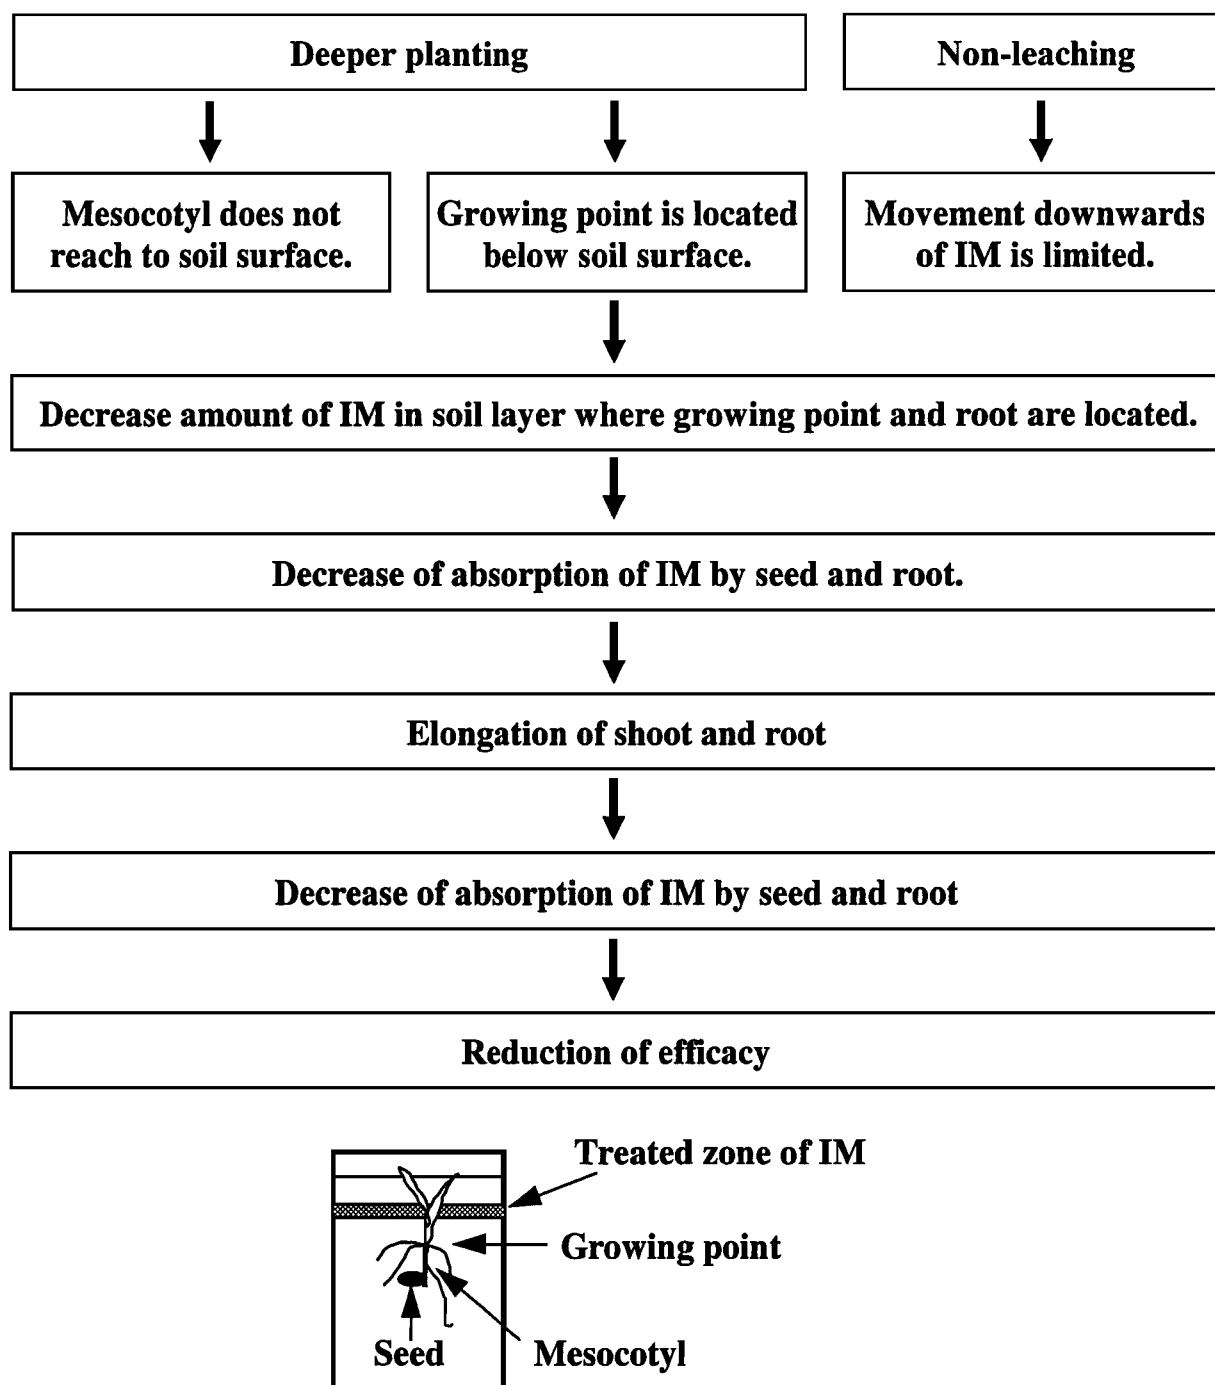 Deeper planting
Non-leaching
Mesocotyl does not
reach to soil surface.
Growing point is located
below soil surface.
Movement downwards
of IM is limited.
Decrease amount of IM in soil layer where growing point and root are located.
Decrease of absorption of IM by seed and root.
Elongation of shoot and root
Decrease of absorption of IM by seed and root
Reduction of efficacy
Treated zone of IM
Growing point
Seed
Mesocotyl